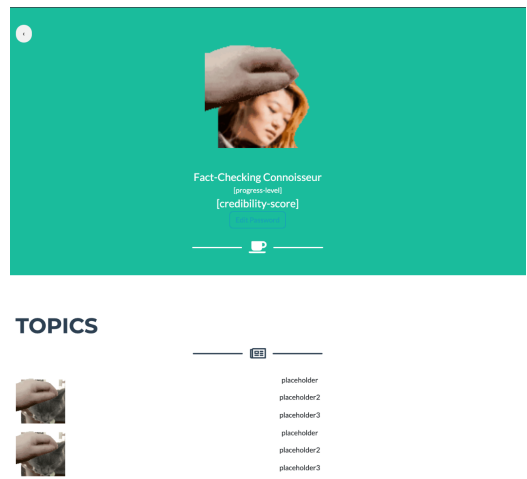 Fact-Checking Connoisseur
[progress-level]
[credibility-score]
Edit Password
TOPICS
placeholder
placeholder2
placeholder3
placeholder
placeholder2
placeholder3